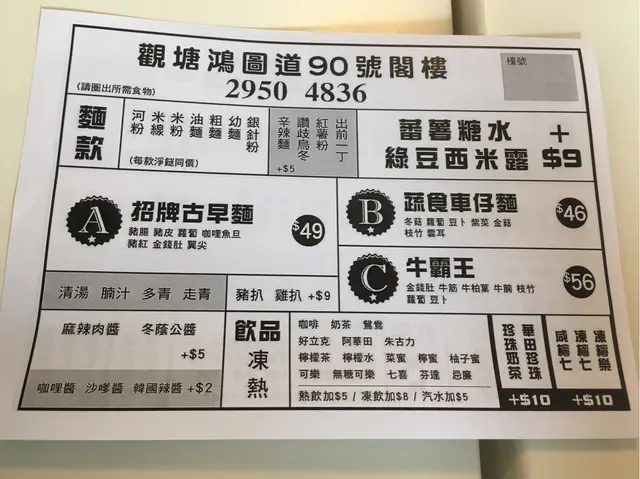 觀塘鴻圖道90號閣樓
檯號
(請圈出所需食物)
2950 4836
麵款
河粉 米線 米粉 油麵 粗麵 幼麵 銀針粉
(每款淨餸同價)
辛辣麵 讚歧烏冬 紅薯粉 出前一丁
+$5
蕃薯糖水
綠豆西米露
+
$9
A 招牌古早麵 $49
豬腸 豬皮 蘿蔔 咖哩魚旦
豬紅 金錢肚 翼尖
B 蔬食車仔麵 $46
冬菇 蘿蔔 豆卜 紫菜 金菇
枝竹 雲耳
C 牛霸王 $56
金錢肚 牛筋 牛柏葉 牛腩 枝竹
蘿蔔 豆卜
清湯 腩汁 多青 走青
豬扒 雞扒 +$9
麻辣肉醬 冬蔭公醬
+$5
咖哩醬 沙嗲醬 韓國辣醬 +$2
飲品
凍
熱
咖啡 奶茶 鴛鴦
好立克 阿華田 朱古力
檸檬茶 檸檬水 菜蜜 檸蜜 柚子蜜
可樂 無糖可樂 七喜 芬達 忌廉
熱飲加$5 / 凍飲加$8 / 汽水加$5
珍珠奶茶
華田珍珠
+$10
咸檸七
凍檸七
凍檸樂
+$10